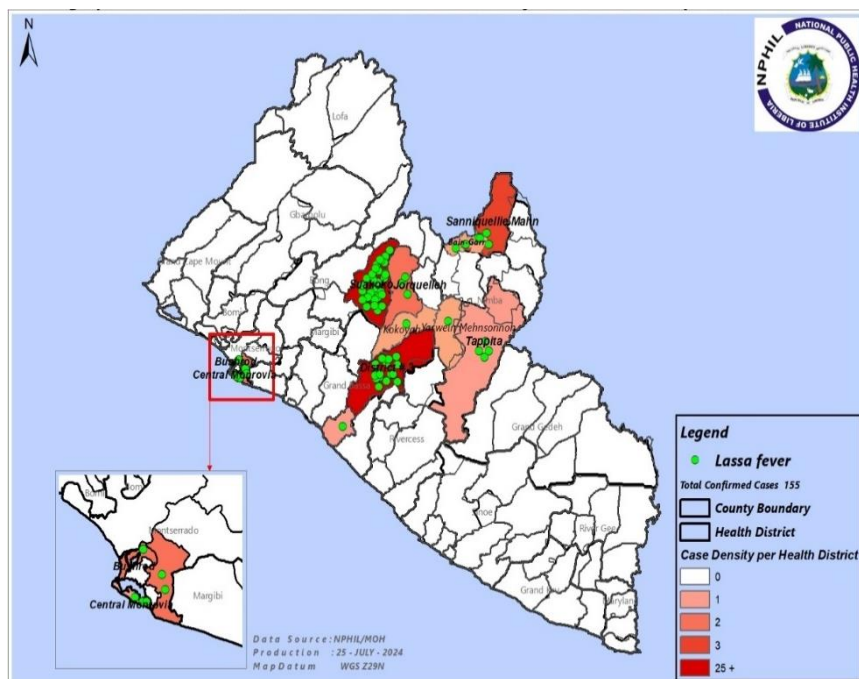 N
NPHIL
NATIONAL PUBLIC HEALTH
INSTITUTE OF LIBERIA
Lofa
Gbarpolu
Sanniquellie-Mahn
Bain-Garr
Cape Mount
Suakoko
Jorquelleh
Bong
Nimba
Bomi
Margibi
Kokoyah
Yarwein Mehnsonnoh
Tappita
Montserrado
Bushrod
Central Monrovia
District
Grand
Rivercess
Grand Gedeh
Sinoe
River Gee
Grand
Maryland
Legend
Lassa fever
Total Confirmed Cases 155
County Boundary
Health District
Case Density per Health District
0
1
2
3
25 +
Bomi
Bom
Montserrado
Bushrod
Central Monrovia
Margibi
Data Source: NPHIL/MOH
Production : 25 - JULY - 2024
Map Datum WGS Z29N